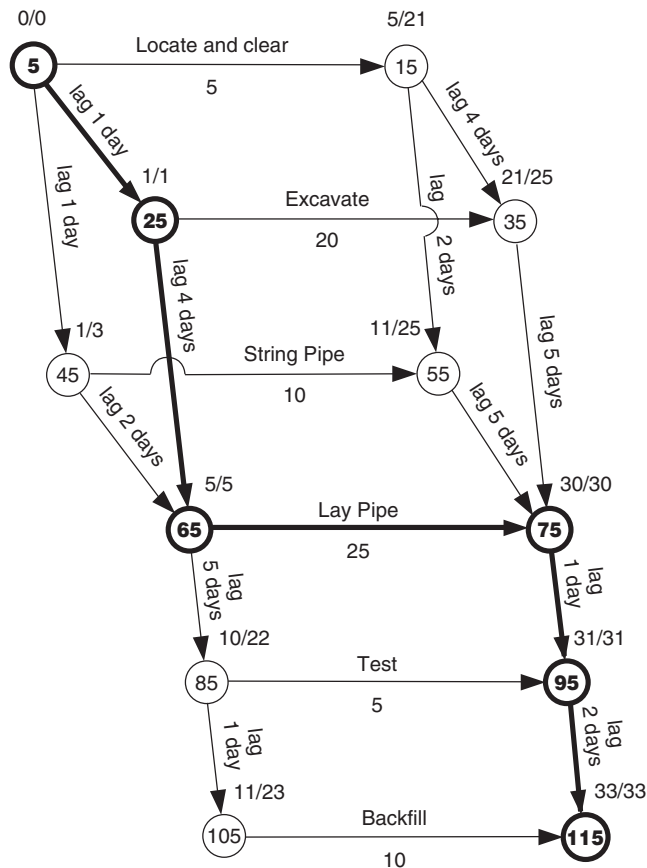 0/0
5/21
Locate and clear
5
15
5
lag 1 day
lag 4 days
lag 1 day
1/1
lag
2 days
21/25
Excavate
25
35
20
lag 4 days
lag 5 days
1/3
11/25
String Pipe
45
55
10
lag 2 days
lag 5 days
5/5
30/30
Lay Pipe
65
75
25
lag
5 days
lag
1 day
10/22
31/31
Test
85
95
5
lag
1 day
lag
2 days
11/23
33/33
Backfill
105
115
10